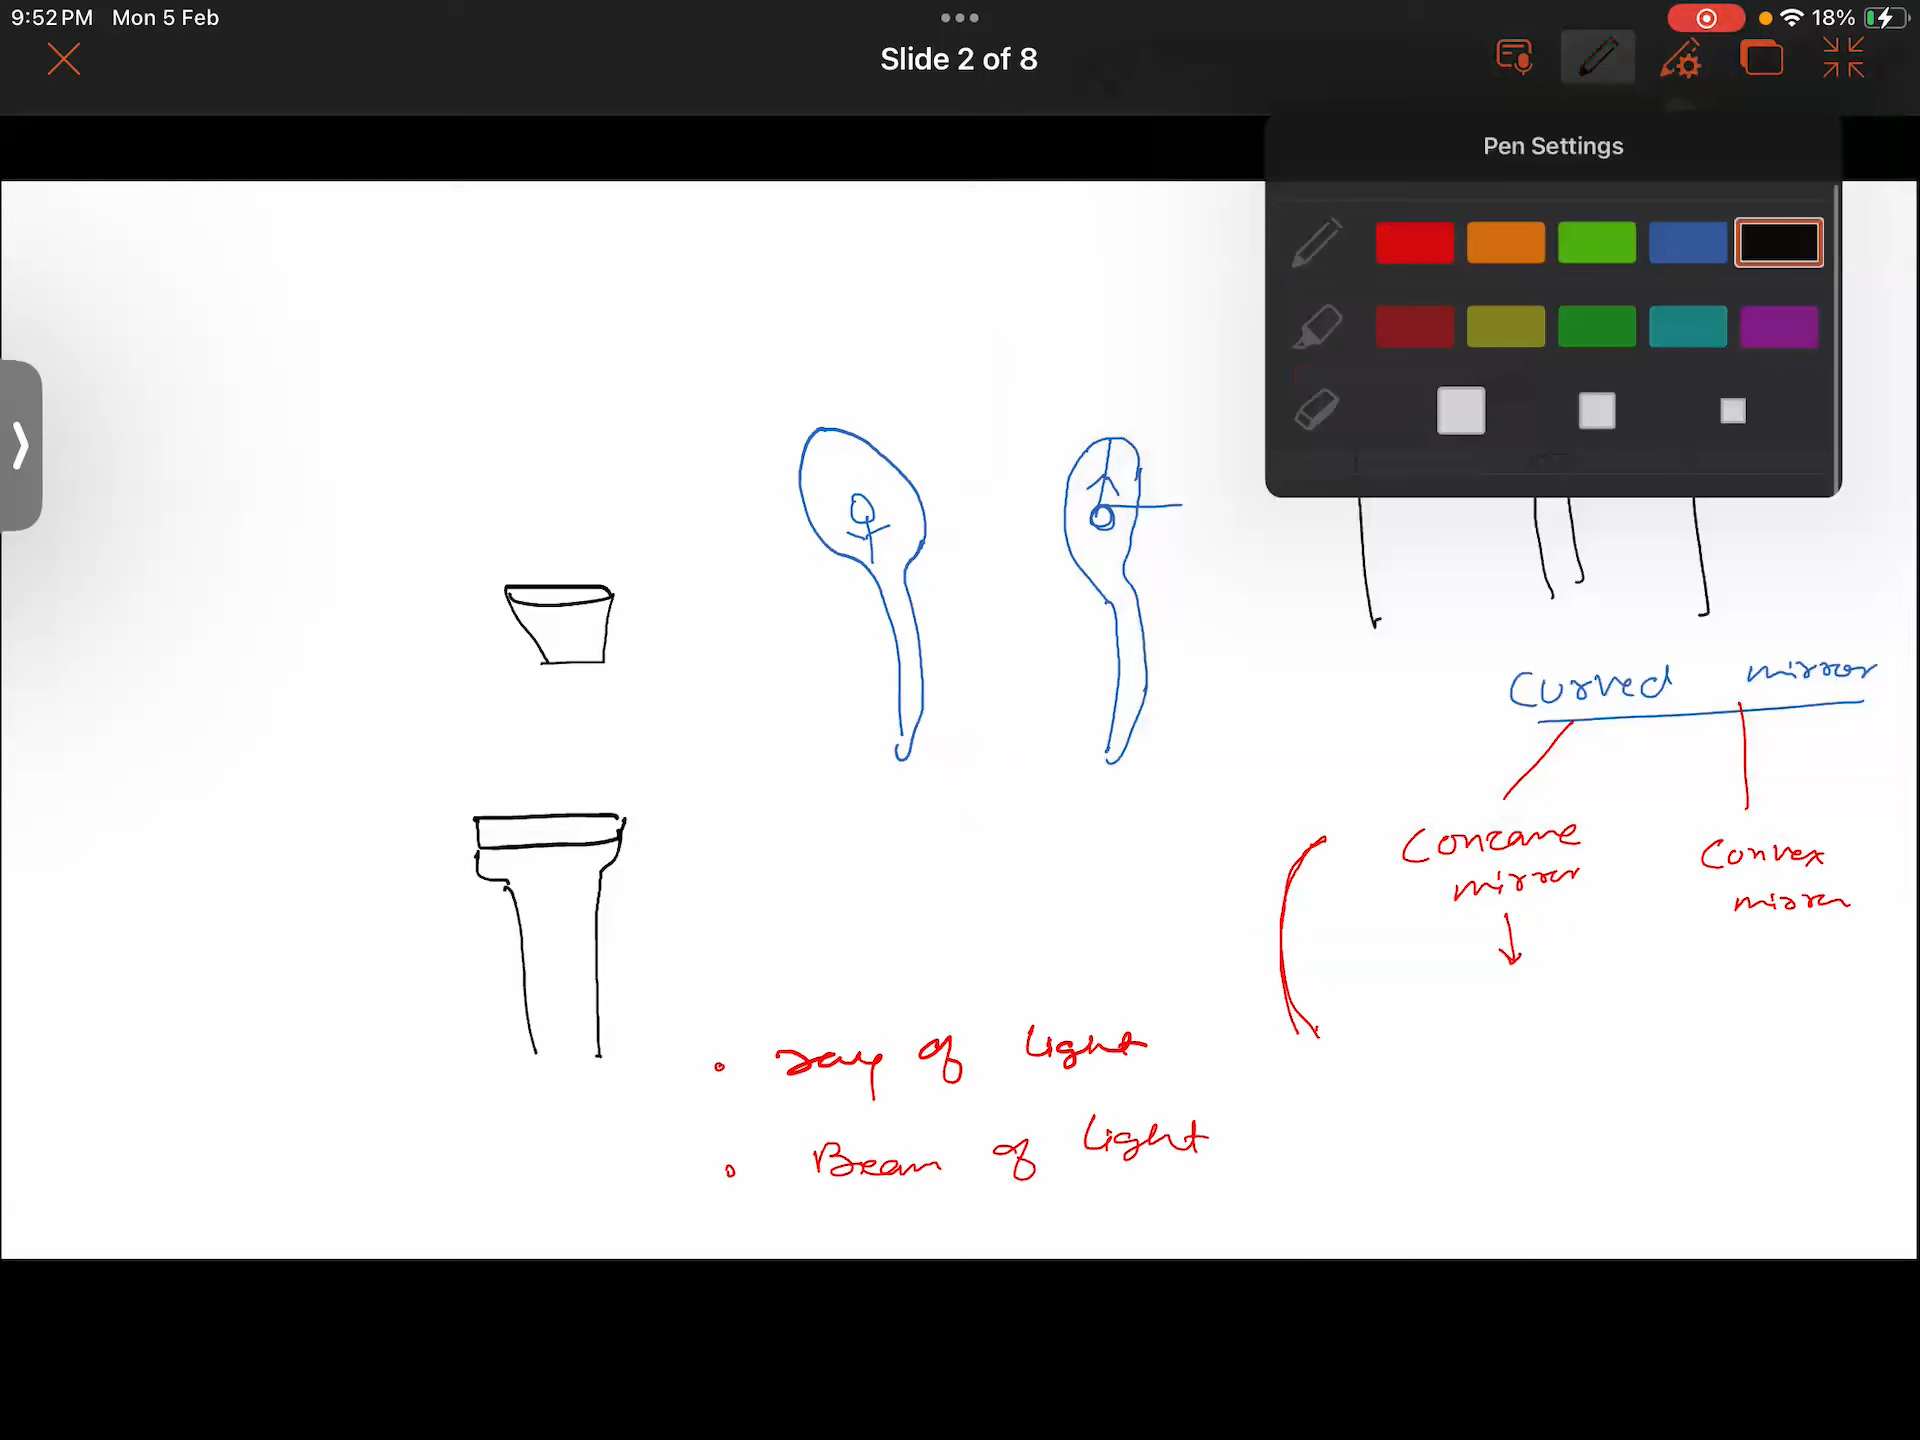 9:52 PM Mon 5 Feb
18%
Slide 2 of 8
Pen Settings
Curved mirror
Concave mirror
Convex mirror
• ray of light
• Beam of light